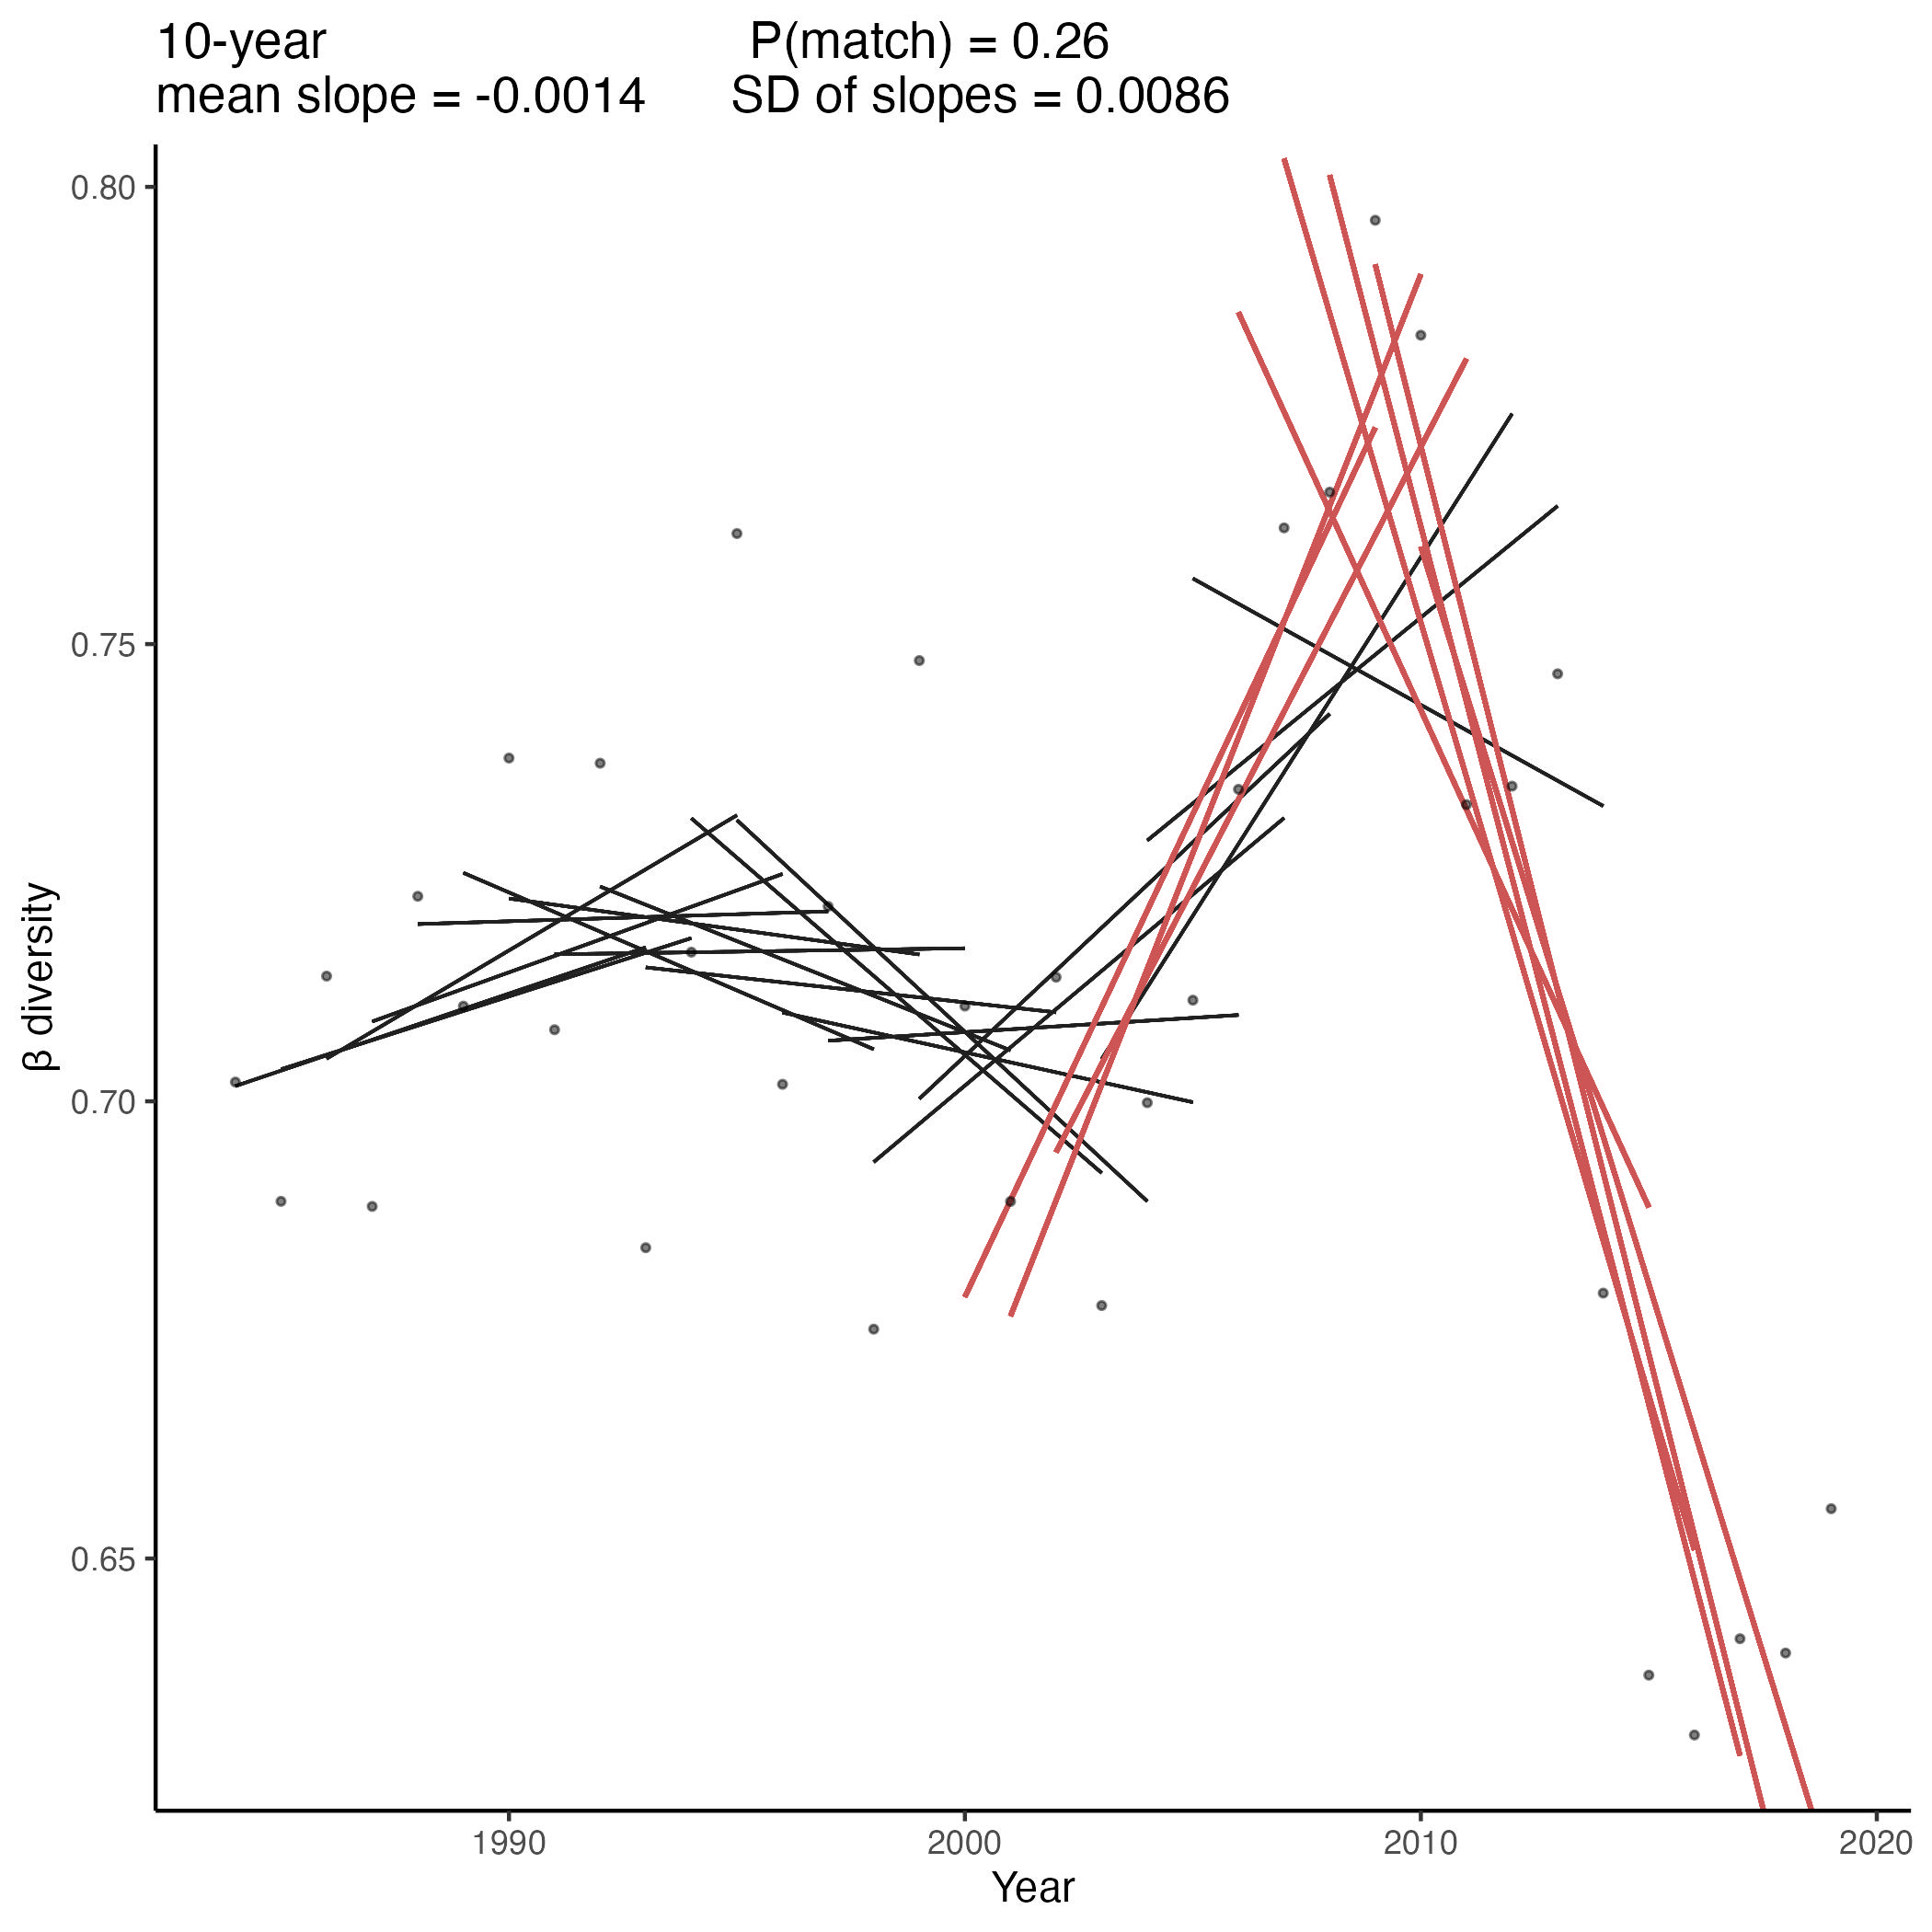 10-year P(match) = 0.26
mean slope = -0.0014 SD of slopes = 0.0086
0.80
0.75
0.70
0.65
β diversity
1990 2000 2010 2020
Year